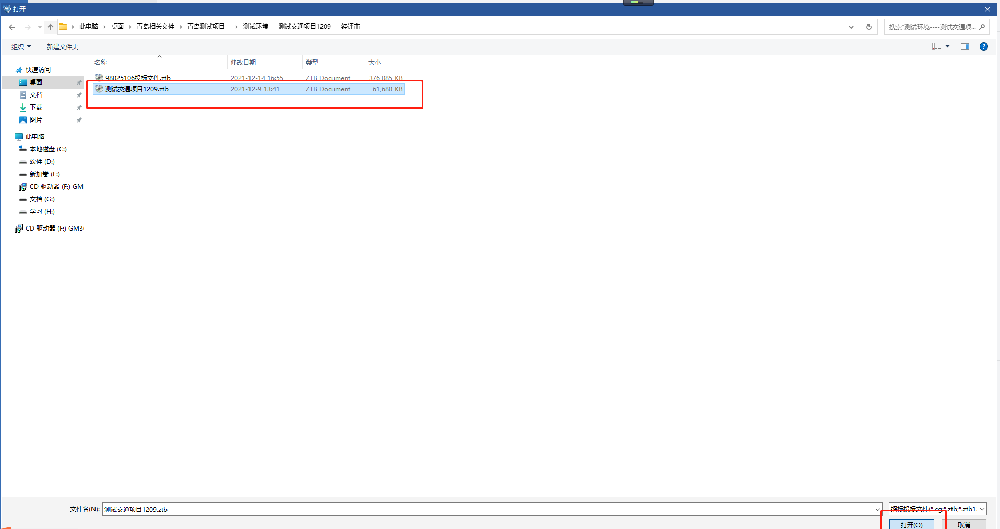 打开
此电脑 › 桌面 › 青岛相关文件 › 青岛测试项目-- › 测试环境----测试交通项目1209----经评审
搜索"测试环境----测试交通项...
组织 新建文件夹
名称 修改日期 类型 大小
98025106投标文件.ztb 2021-12-14 16:55 ZTB Document 376,085 KB
测试交通项目1209.ztb 2021-12-9 13:41 ZTB Document 61,680 KB
快速访问
桌面
文档
下载
图片
此电脑
本地磁盘 (C:)
软件 (D:)
新加卷 (E:)
CD 驱动器 (F:) GM
文档 (G:)
学习 (H:)
CD 驱动器 (F:) GM3
文件名(N): 测试交通项目1209.ztb 招标投标文件(*.cg;*.ztb;*.ztb1
打开(O) 取消